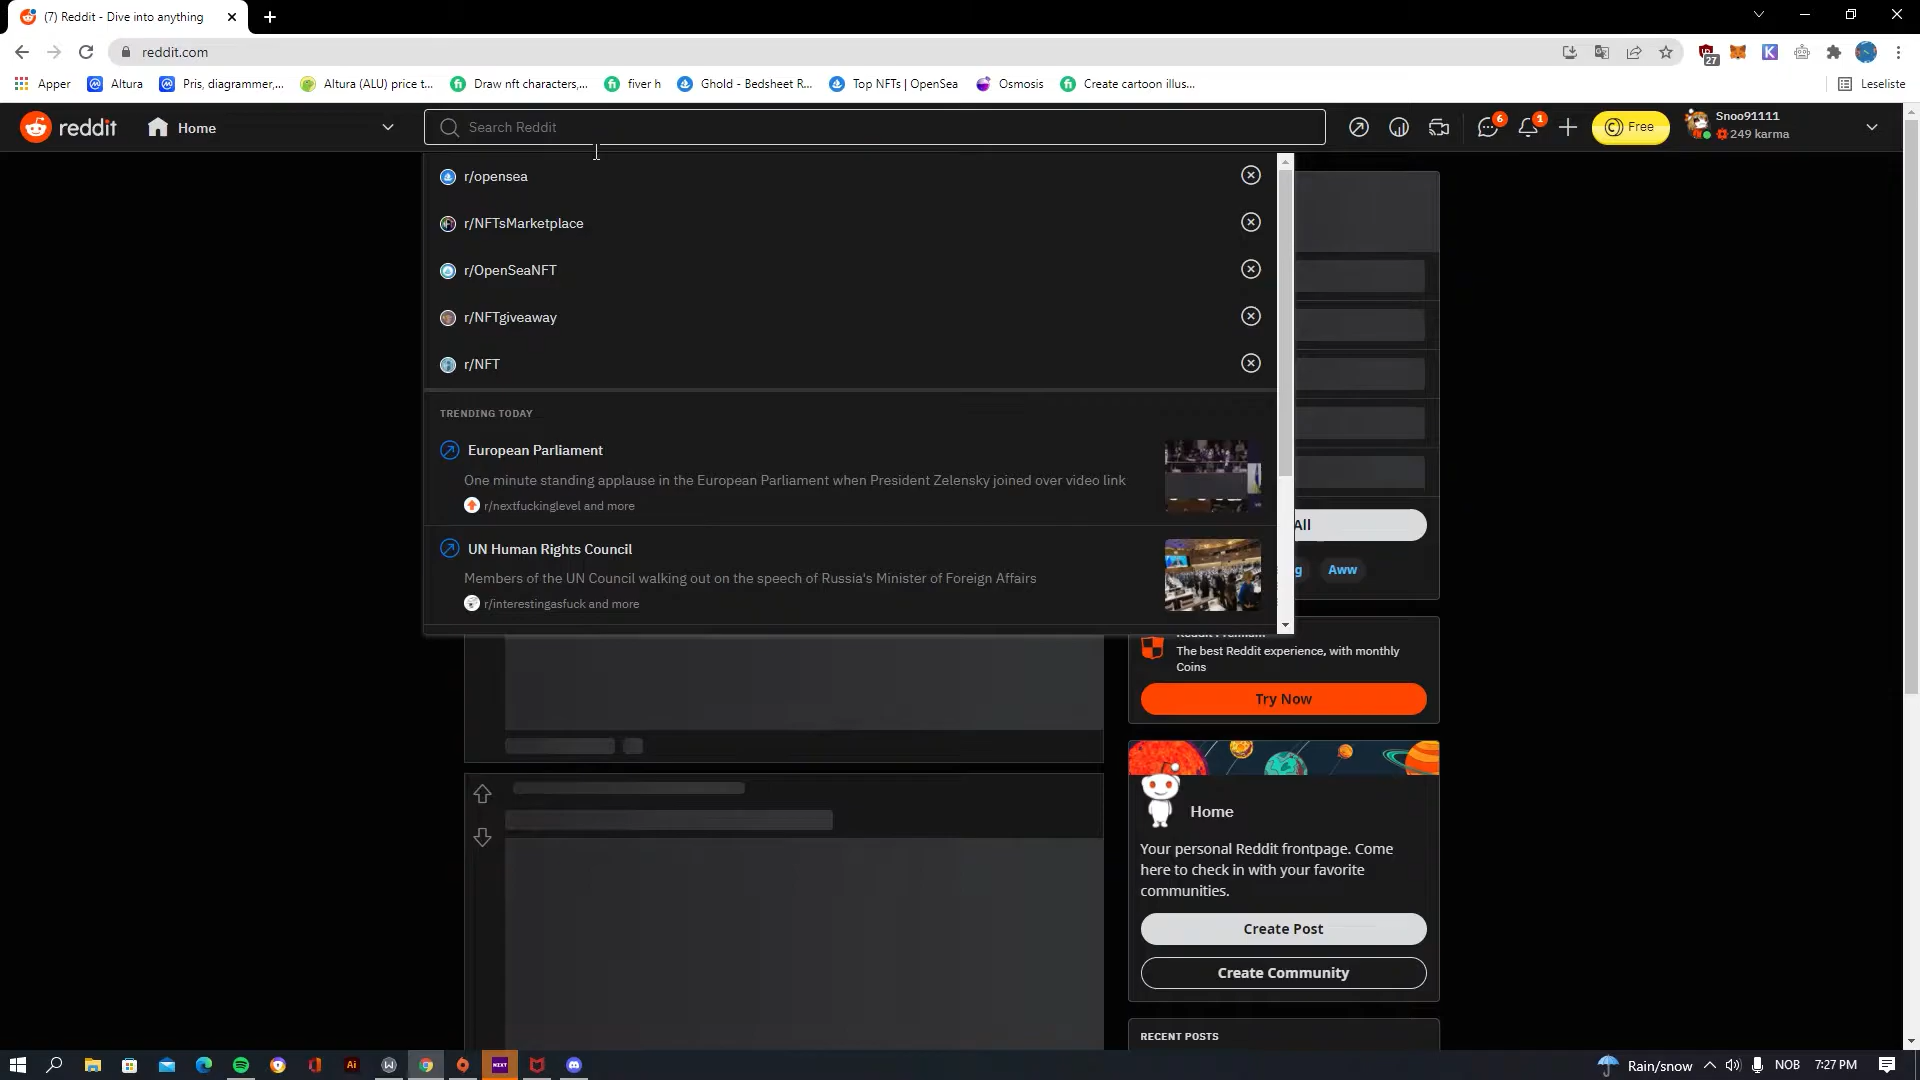 (7) Reddit - Dive into anything
reddit.com
27
Apper
Altura
Pris, diagrammer,...
Altura (ALU) price t...
Draw nft characters,...
fiver h
Ghold - Bedsheet R...
Top NFTs | OpenSea
Osmosis
Create cartoon illus...
Leseliste
reddit
Home
Search Reddit
6
1
Free
Snoo91111
249 karma
r/opensea
r/NFTsMarketplace
r/OpenSeaNFT
r/NFTgiveaway
r/NFT
TRENDING TODAY
European Parliament
One minute standing applause in the European Parliament when President Zelensky joined over video link
r/nextfuckinglevel and more
UN Human Rights Council
Members of the UN Council walking out on the speech of Russia's Minister of Foreign Affairs
r/interestingasfuck and more
All
g
Aww
The best Reddit experience, with monthly
Coins
Try Now
Home
Your personal Reddit frontpage. Come
here to check in with your favorite
communities.
Create Post
Create Community
RECENT POSTS
Ai
NEXT
Rain/snow
NOB
7:27 PM